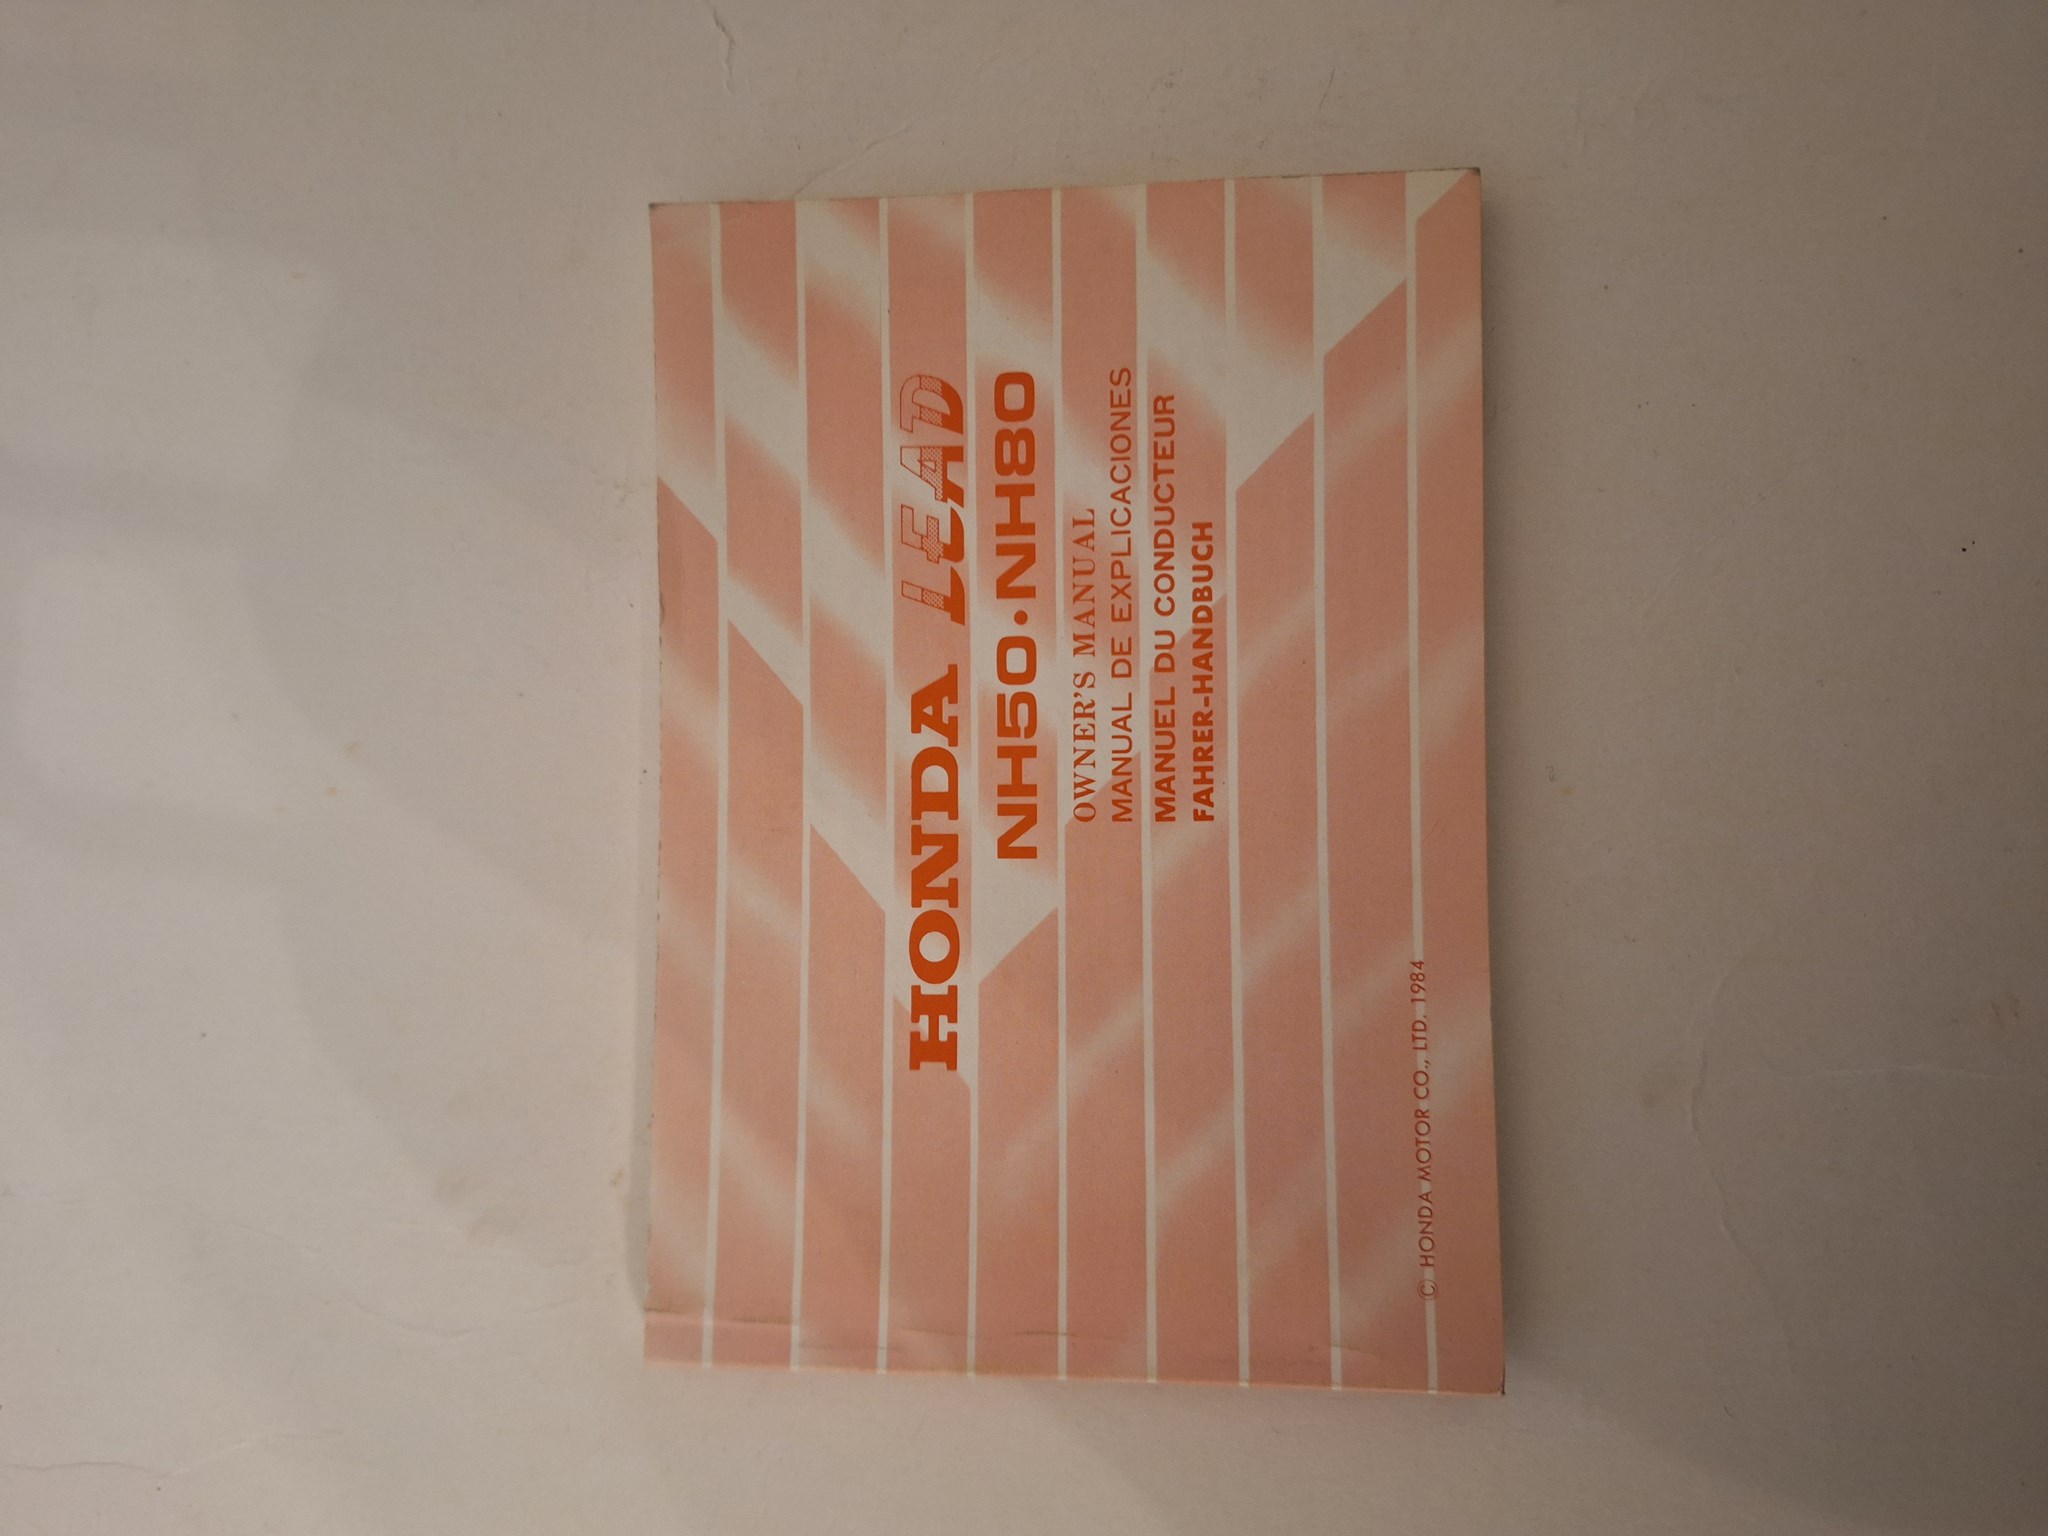 HONDA LEAD
NH50•NH80
OWNER'S MANUAL
MANUAL DE EXPLICACIONES
MANUEL DU CONDUCTEUR
FAHRER-HANDBUCH
© HONDA MOTOR CO., LTD. 1984